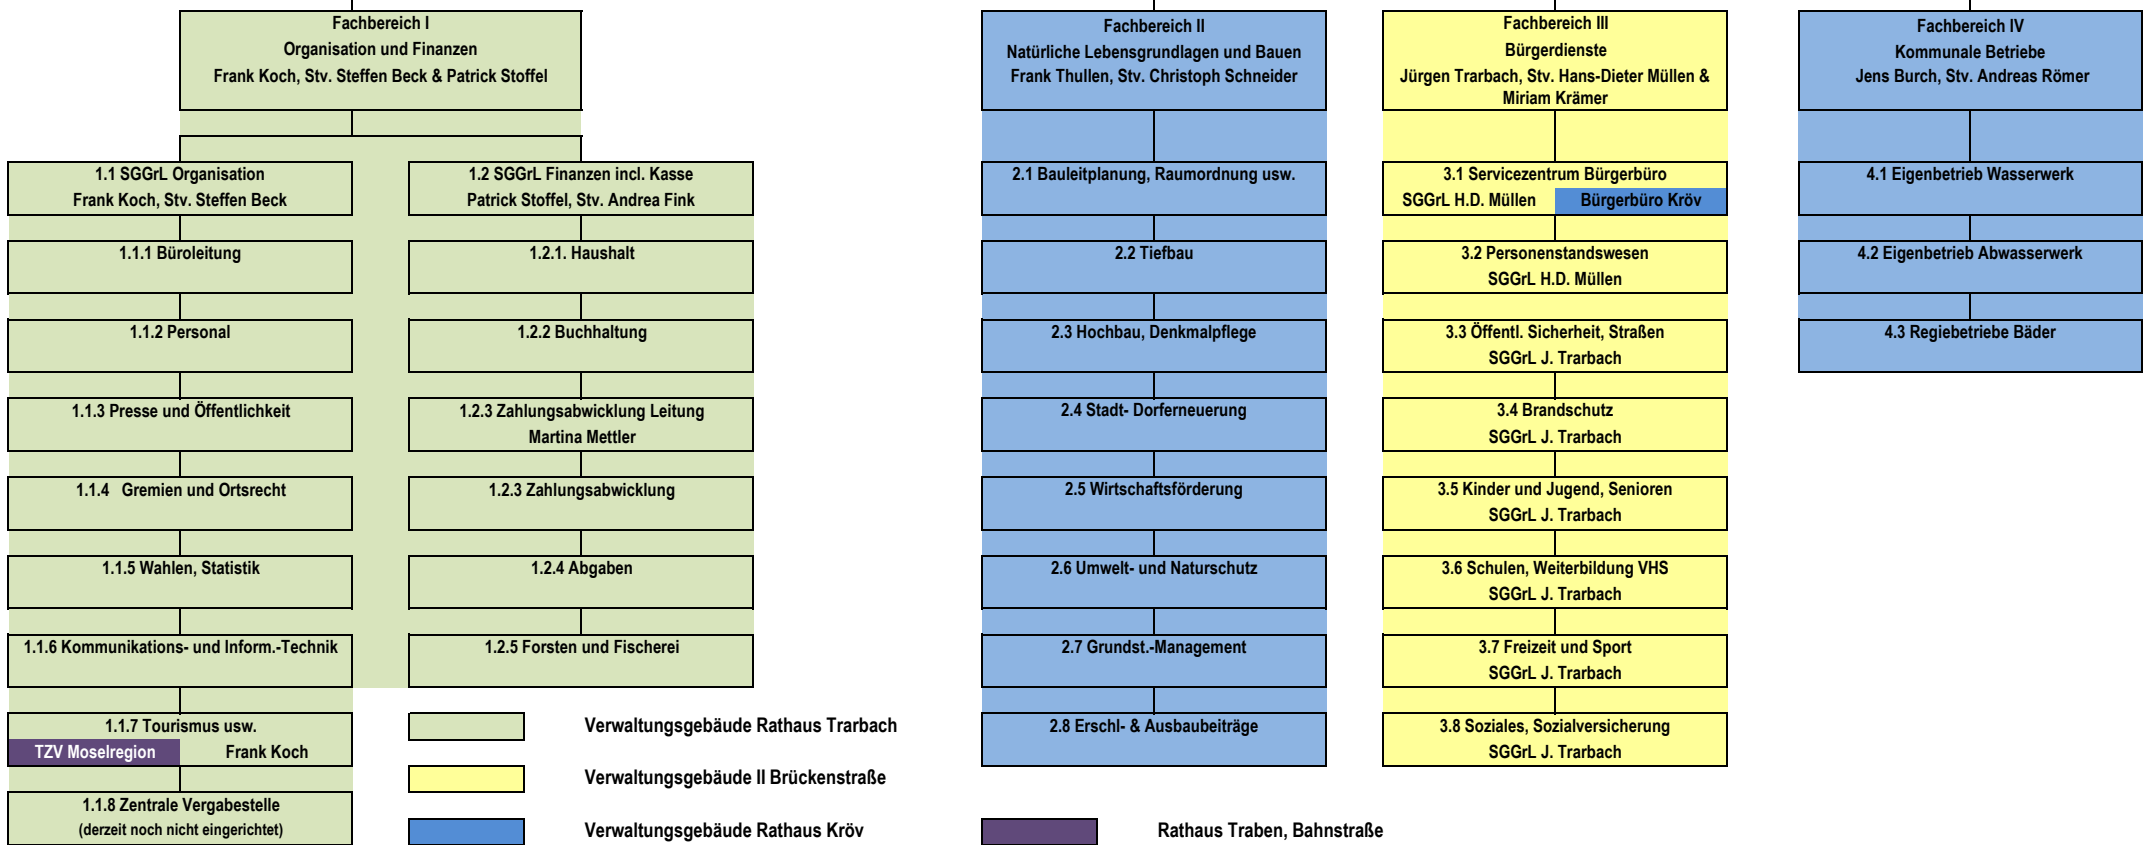 Fachbereich I
Organisation und Finanzen
Frank Koch, Stv. Steffen Beck & Patrick Stoffel
Fachbereich II
Natürliche Lebensgrundlagen und Bauen
Frank Thullen, Stv. Christoph Schneider
Fachbereich III
Bürgerdienste
Jürgen Trarbach, Stv. Hans-Dieter Müllen &
Miriam Krämer
Fachbereich IV
Kommunale Betriebe
Jens Burch, Stv. Andreas Römer
1.1 SGGrL Organisation
Frank Koch, Stv. Steffen Beck
1.1.1 Büroleitung
1.1.2 Personal
1.1.3 Presse und Öffentlichkeit
1.1.4 Gremien und Ortsrecht
1.1.5 Wahlen, Statistik
1.1.6 Kommunikations- und Inform.-Technik
1.1.7 Tourismus usw.
TZV Moselregion
Frank Koch
1.1.8 Zentrale Vergabestelle
(derzeit noch nicht eingerichtet)
1.2 SGGrL Finanzen incl. Kasse
Patrick Stoffel, Stv. Andrea Fink
1.2.1. Haushalt
1.2.2 Buchhaltung
1.2.3 Zahlungsabwicklung Leitung
Martina Mettler
1.2.3 Zahlungsabwicklung
1.2.4 Abgaben
1.2.5 Forsten und Fischerei
2.1 Bauleitplanung, Raumordnung usw.
2.2 Tiefbau
2.3 Hochbau, Denkmalpflege
2.4 Stadt- Dorferneuerung
2.5 Wirtschaftsförderung
2.6 Umwelt- und Naturschutz
2.7 Grundst.-Management
2.8 Erschl- & Ausbaubeiträge
3.1 Servicezentrum Bürgerbüro
SGGrL H.D. Müllen
Bürgerbüro Kröv
3.2 Personenstandswesen
SGGrL H.D. Müllen
3.3 Öffentl. Sicherheit, Straßen
SGGrL J. Trarbach
3.4 Brandschutz
SGGrL J. Trarbach
3.5 Kinder und Jugend, Senioren
SGGrL J. Trarbach
3.6 Schulen, Weiterbildung VHS
SGGrL J. Trarbach
3.7 Freizeit und Sport
SGGrL J. Trarbach
3.8 Soziales, Sozialversicherung
SGGrL J. Trarbach
4.1 Eigenbetrieb Wasserwerk
4.2 Eigenbetrieb Abwasserwerk
4.3 Regiebetriebe Bäder
Verwaltungsgebäude Rathaus Trarbach
Verwaltungsgebäude II Brückenstraße
Verwaltungsgebäude Rathaus Kröv
Rathaus Traben, Bahnstraße